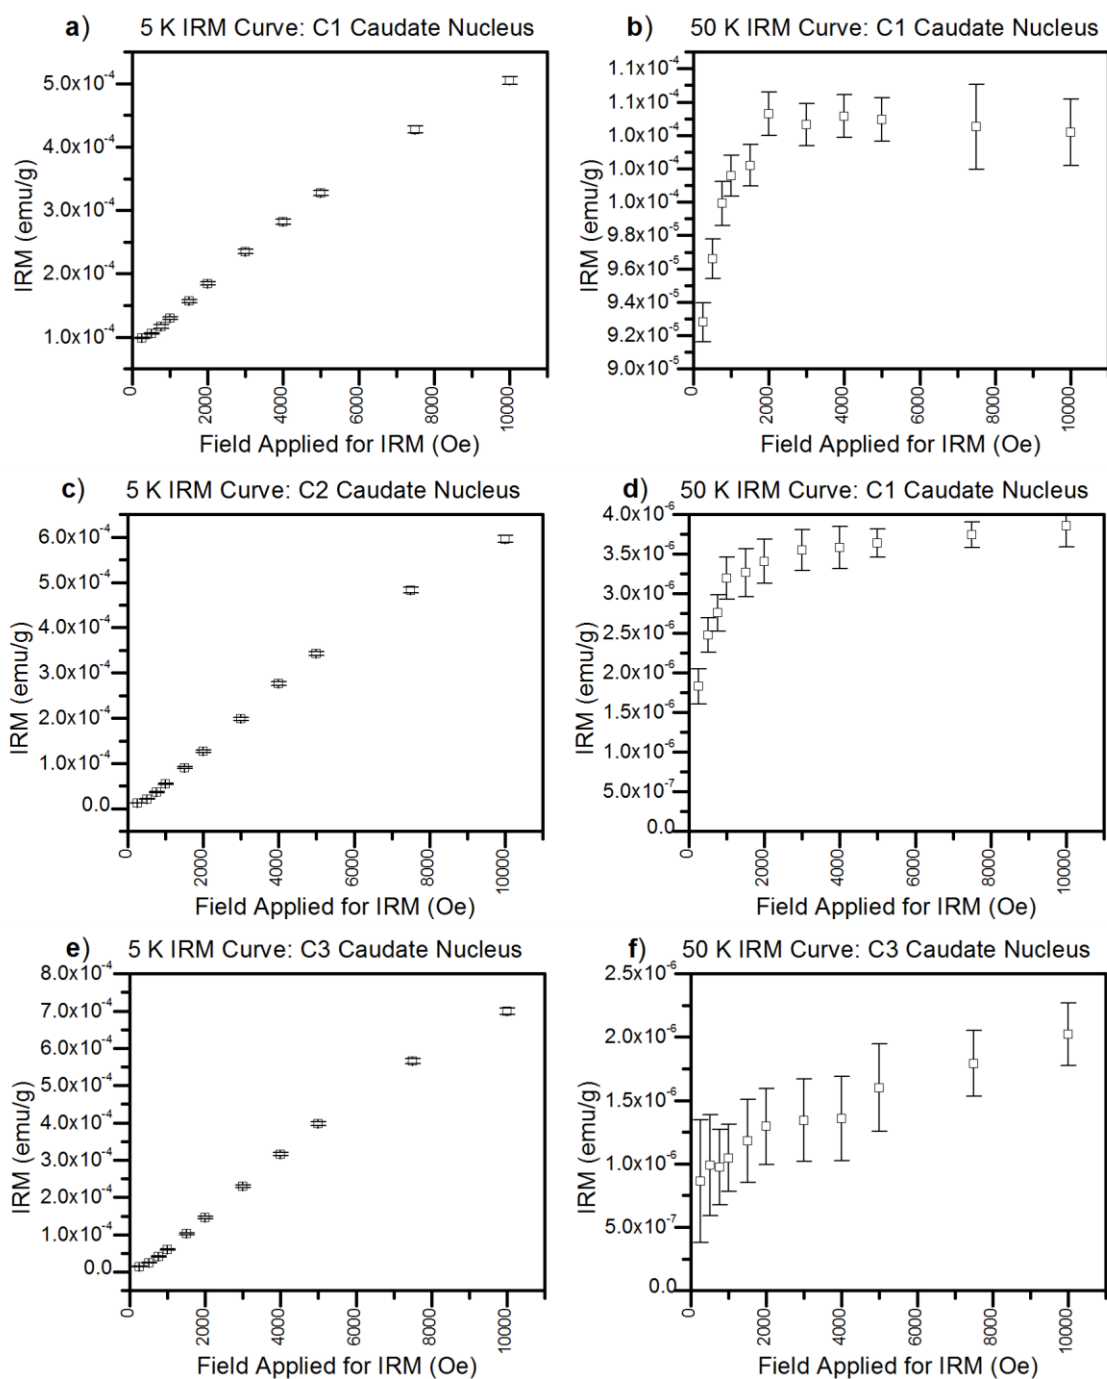 a) 5 K IRM Curve: C1 Caudate Nucleus
5.0x10⁻⁴
4.0x10⁻⁴
3.0x10⁻⁴
2.0x10⁻⁴
1.0x10⁻⁴
IRM (emu/g)
0 2000 4000 6000 8000 10000
Field Applied for IRM (Oe)
b) 50 K IRM Curve: C1 Caudate Nucleus
1.1x10⁻⁴
1.1x10⁻⁴
1.0x10⁻⁴
1.0x10⁻⁴
1.0x10⁻⁴
9.8x10⁻⁵
9.6x10⁻⁵
9.4x10⁻⁵
9.2x10⁻⁵
9.0x10⁻⁵
IRM (emu/g)
0 2000 4000 6000 8000 10000
Field Applied for IRM (Oe)
c) 5 K IRM Curve: C2 Caudate Nucleus
6.0x10⁻⁴
5.0x10⁻⁴
4.0x10⁻⁴
3.0x10⁻⁴
2.0x10⁻⁴
1.0x10⁻⁴
0.0
IRM (emu/g)
0 2000 4000 6000 8000 10000
Field Applied for IRM (Oe)
d) 50 K IRM Curve: C1 Caudate Nucleus
4.0x10⁻⁶
3.5x10⁻⁶
3.0x10⁻⁶
2.5x10⁻⁶
2.0x10⁻⁶
1.5x10⁻⁶
1.0x10⁻⁶
5.0x10⁻⁷
0.0
IRM (emu/g)
0 2000 4000 6000 8000 10000
Field Applied for IRM (Oe)
e) 5 K IRM Curve: C3 Caudate Nucleus
8.0x10⁻⁴
7.0x10⁻⁴
6.0x10⁻⁴
5.0x10⁻⁴
4.0x10⁻⁴
3.0x10⁻⁴
2.0x10⁻⁴
1.0x10⁻⁴
0.0
IRM (emu/g)
0 2000 4000 6000 8000 10000
Field Applied for IRM (Oe)
f) 50 K IRM Curve: C3 Caudate Nucleus
2.5x10⁻⁶
2.0x10⁻⁶
1.5x10⁻⁶
1.0x10⁻⁶
5.0x10⁻⁷
0.0
IRM (emu/g)
0 2000 4000 6000 8000 10000
Field Applied for IRM (Oe)